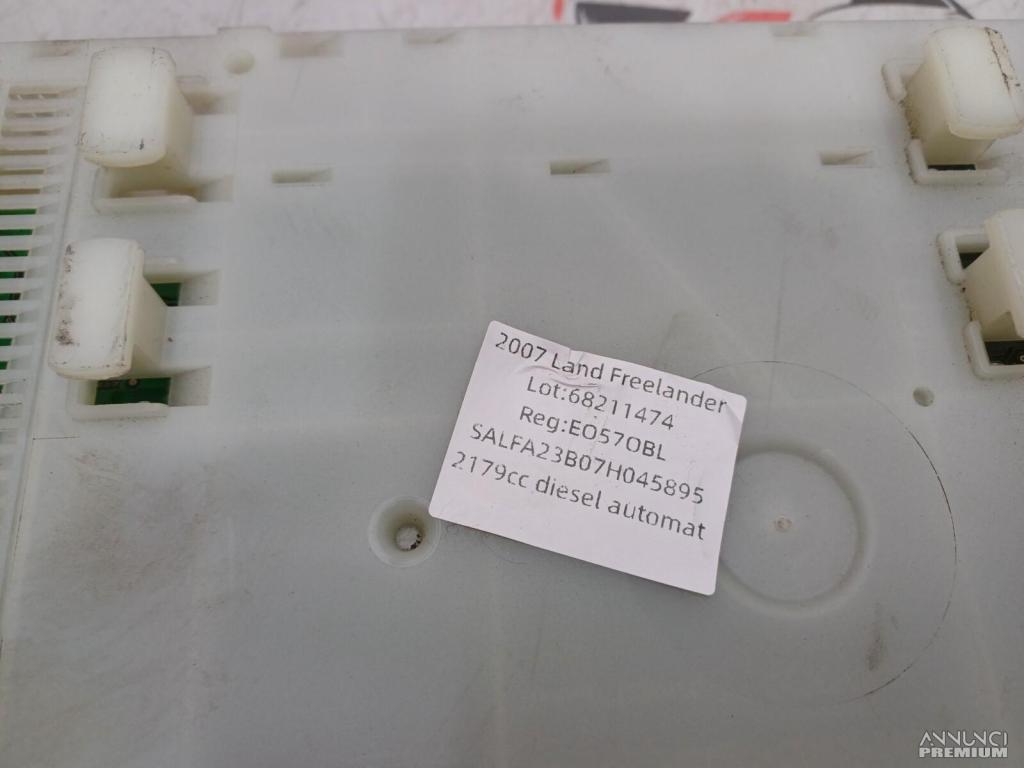 2007 Land Freelander
Lot:68211474
Reg:EO57OBL
SALFA23B07H045895
2179cc diesel automat
ANNUNCI
PREMIUM